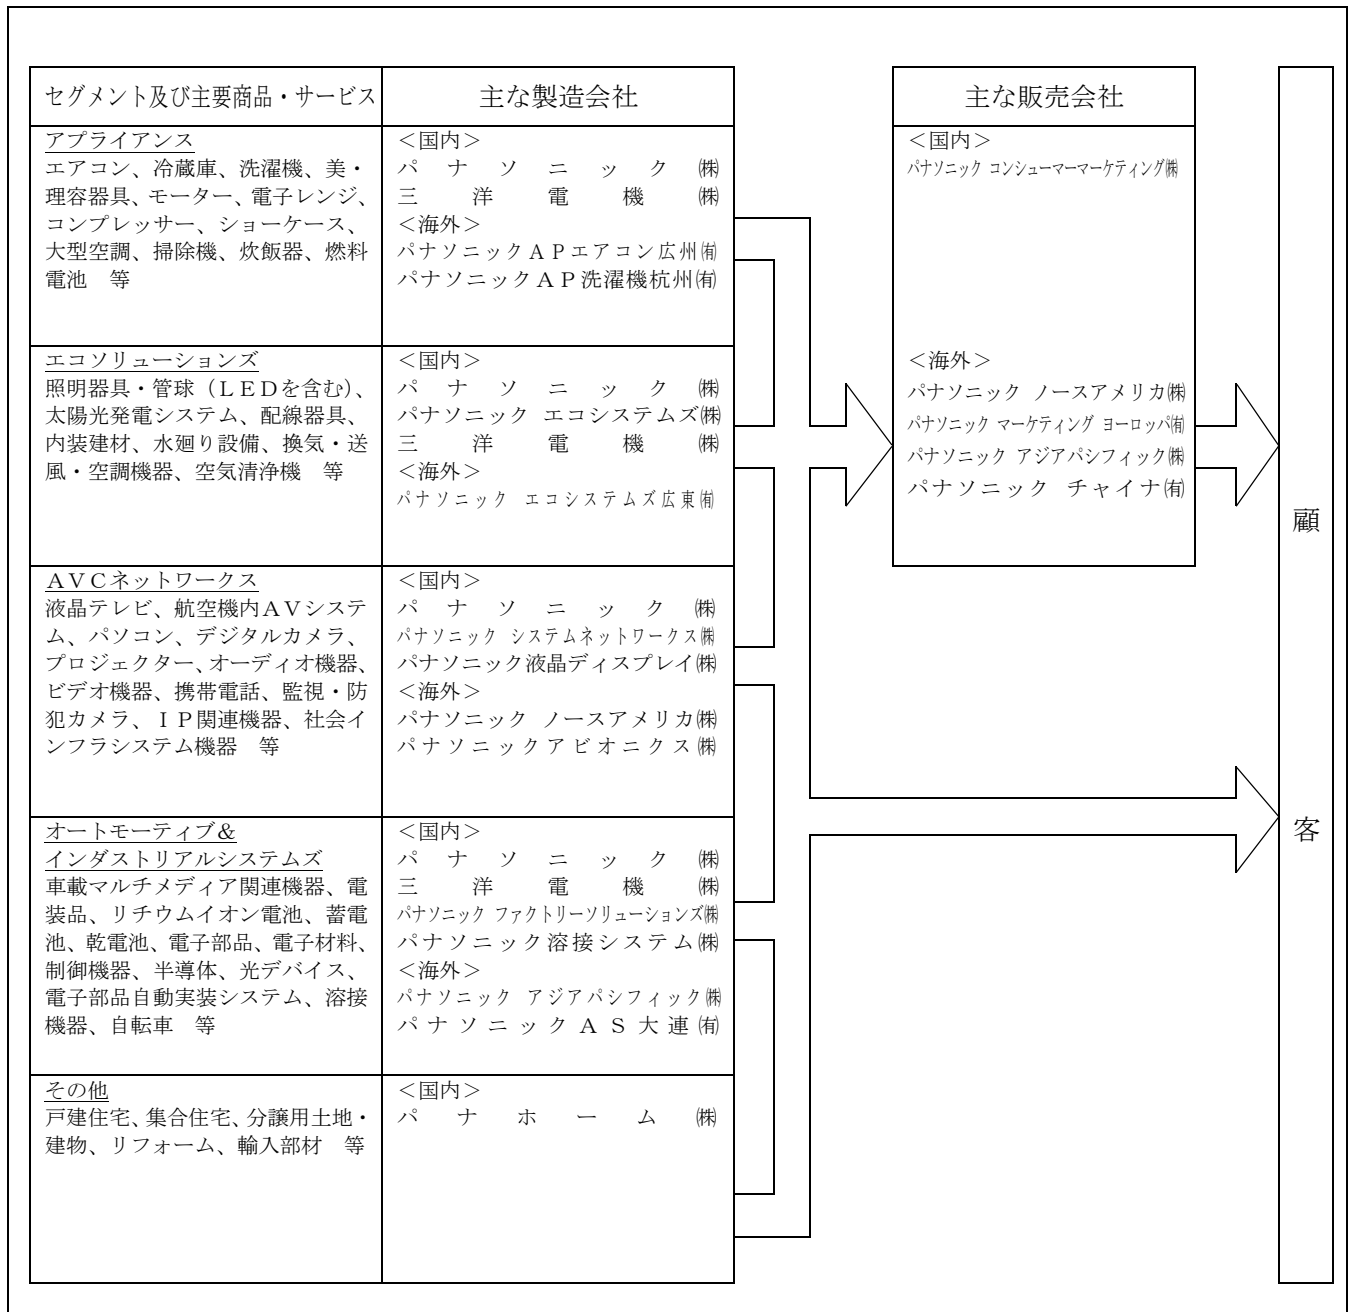 セグメント及び主要商品・サービス
主な製造会社
アプライアンス
エアコン、冷蔵庫、洗濯機、美・
理容器具、モーター、電子レンジ、
コンプレッサー、ショーケース、
大型空調、掃除機、炊飯器、燃料
電池　等
＜国内＞
パナソニック㈱
三洋電機㈱
＜海外＞
パナソニックＡＰエアコン広州㈲
パナソニックＡＰ洗濯機杭州㈲
エコソリューションズ
照明器具・管球（ＬＥＤを含む）、
太陽光発電システム、配線器具、
内装建材、水廻り設備、換気・送
風・空調機器、空気清浄機　等
＜国内＞
パナソニック㈱
パナソニック エコシステムズ㈱
三洋電機㈱
＜海外＞
パナソニック エコシステムズ広東㈲
ＡＶＣネットワークス
液晶テレビ、航空機内ＡＶシステ
ム、パソコン、デジタルカメラ、
プロジェクター、オーディオ機器、
ビデオ機器、携帯電話、監視・防
犯カメラ、ＩＰ関連機器、社会イ
ンフラシステム機器　等
＜国内＞
パナソニック㈱
パナソニック システムネットワークス㈱
パナソニック液晶ディスプレイ㈱
＜海外＞
パナソニック ノースアメリカ㈱
パナソニックアビオニクス㈱
オートモーティブ＆
インダストリアルシステムズ
車載マルチメディア関連機器、電
装品、リチウムイオン電池、蓄電
池、乾電池、電子部品、電子材料、
制御機器、半導体、光デバイス、
電子部品自動実装システム、溶接
機器、自転車　等
＜国内＞
パナソニック㈱
三洋電機㈱
パナソニック ファクトリーソリューションズ㈱
パナソニック溶接システム㈱
＜海外＞
パナソニック アジアパシフィック㈱
パナソニックＡＳ大連㈲
その他
戸建住宅、集合住宅、分譲用土地・
建物、リフォーム、輸入部材　等
＜国内＞
パナホーム㈱
主な販売会社
＜国内＞
パナソニック コンシューマーマーケティング㈱
＜海外＞
パナソニック ノースアメリカ㈱
パナソニック マーケティング ヨーロッパ㈲
パナソニック アジアパシフィック㈱
パナソニック チャイナ㈲
顧
客